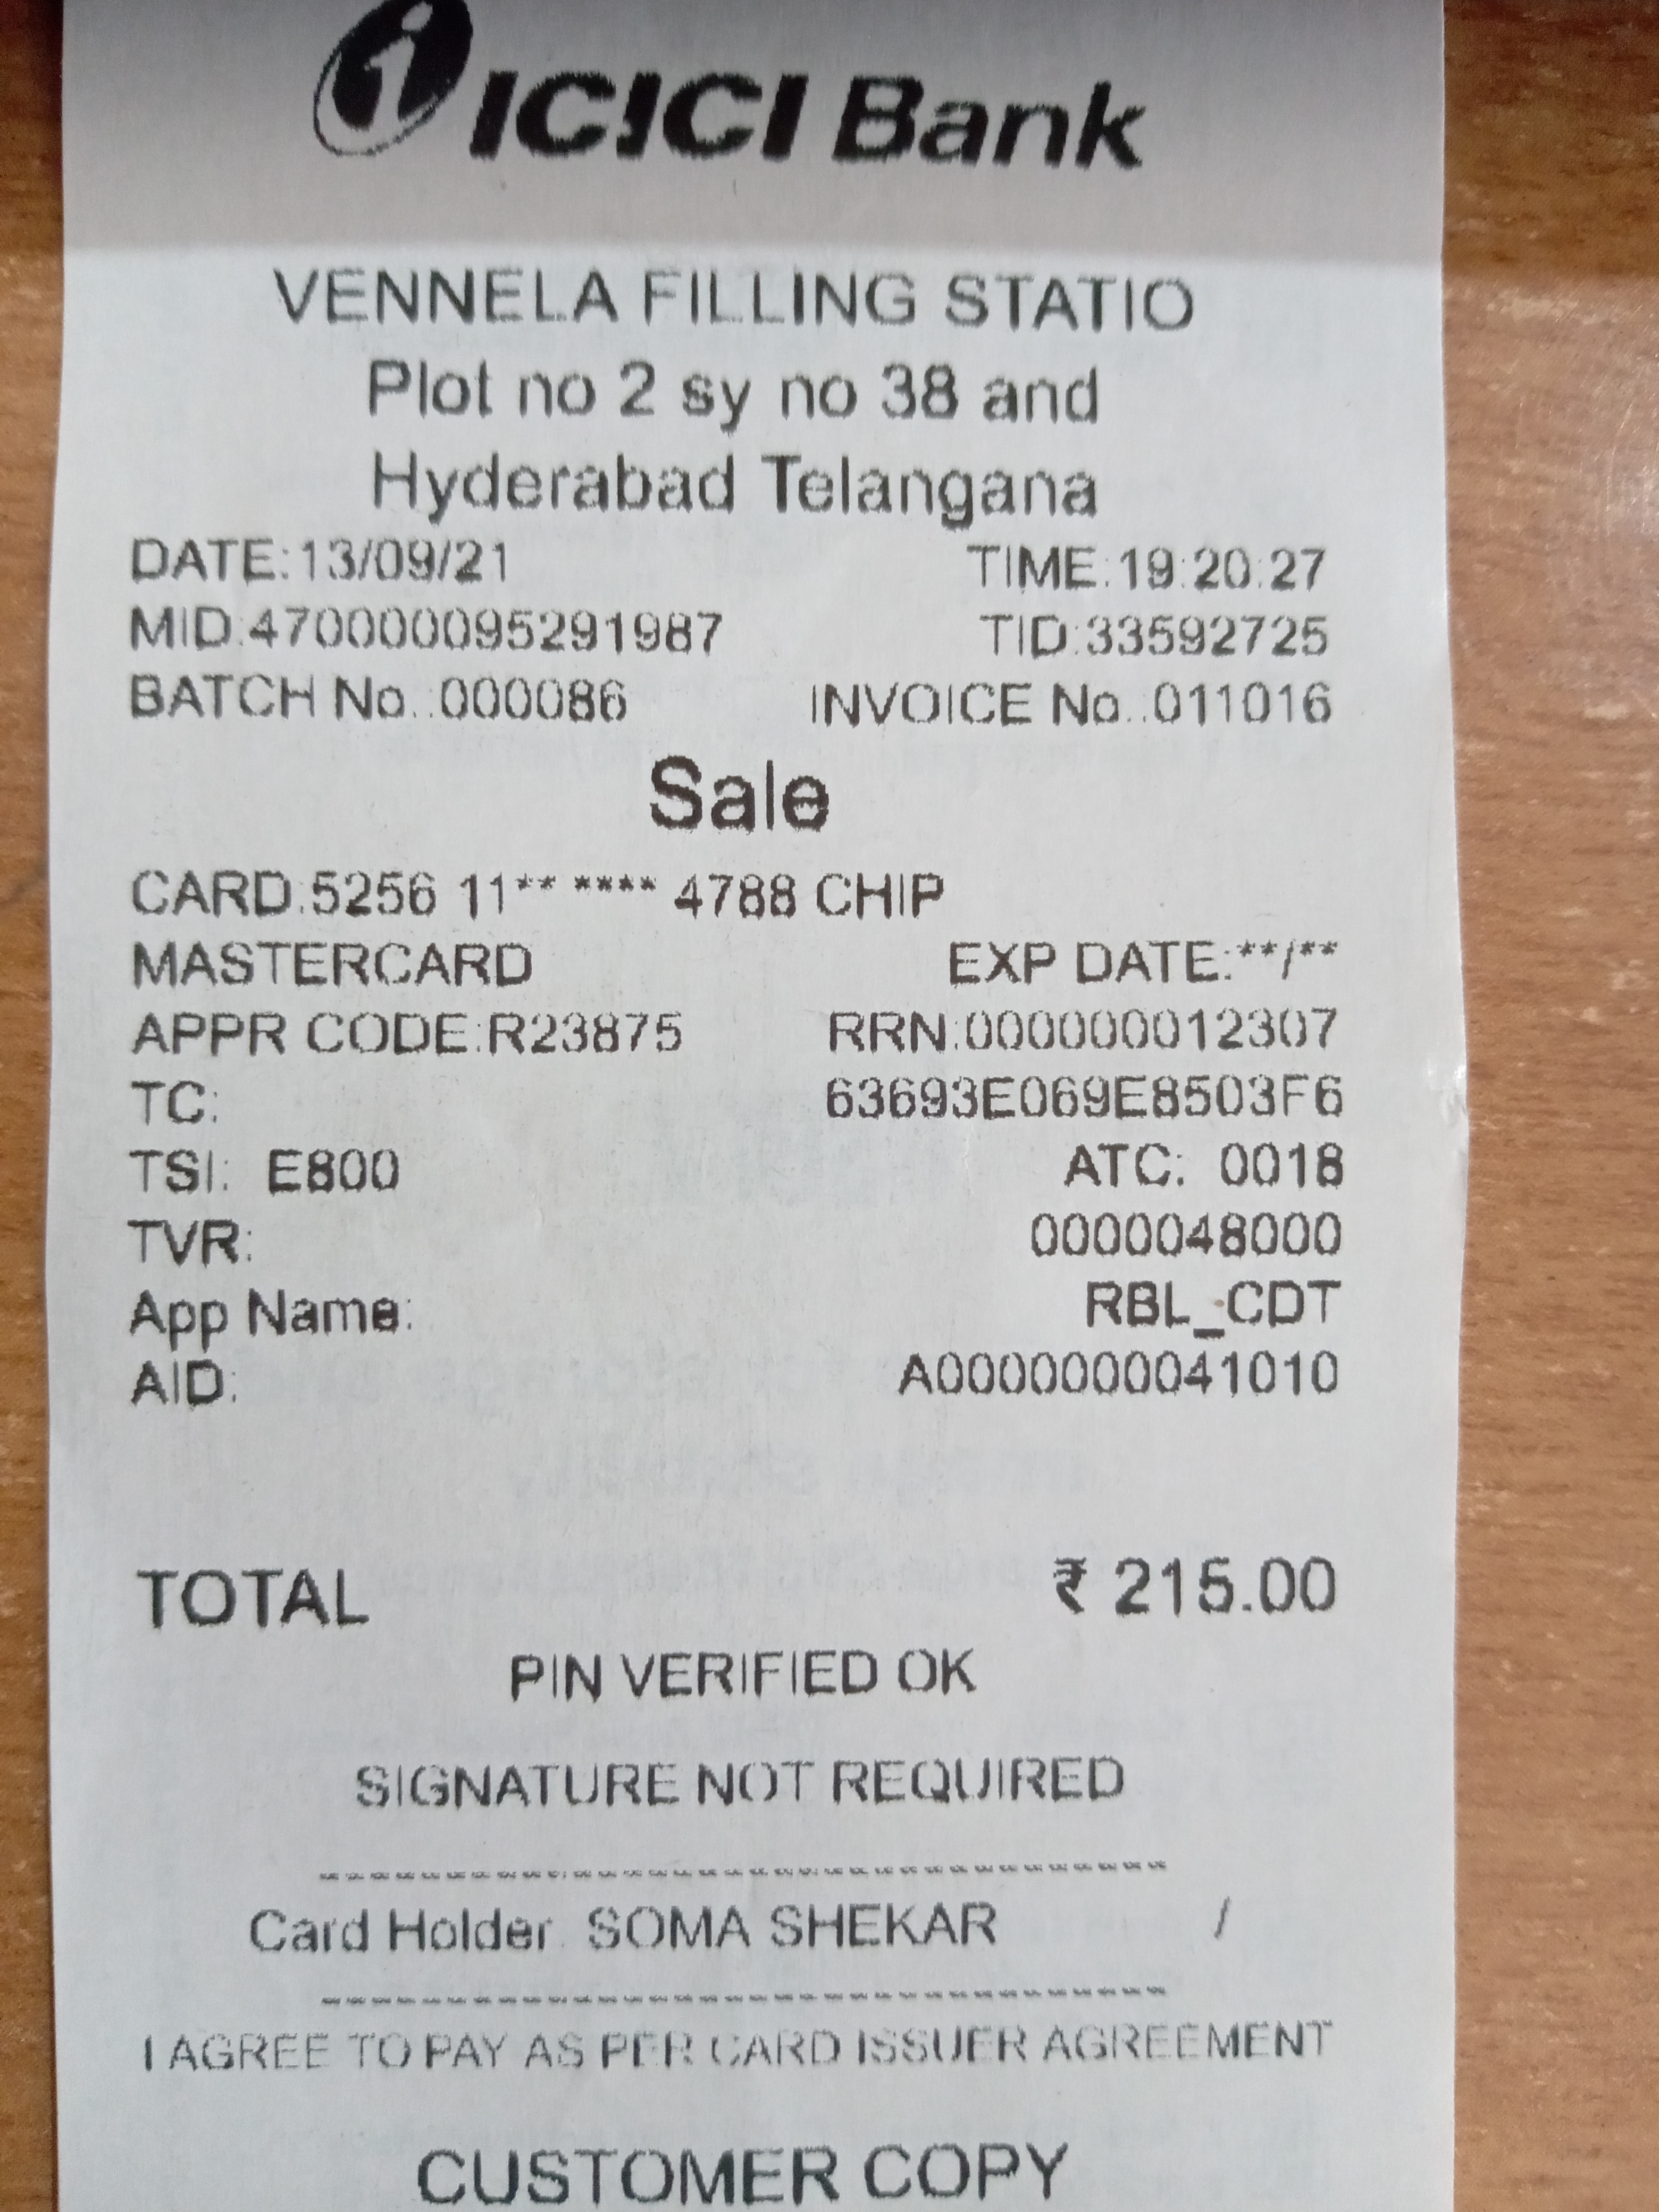 ICICI Bank
VENNELA FILLING STATIO
Plot no 2 sy no 38 and
Hyderabad Telangana
DATE:13/09/21 TIME:19:20:27
MID:470000095291987 TID:33592725
BATCH No.:000086 INVOICE No.:011016
Sale
CARD:5256 11** **** 4788 CHIP
MASTERCARD EXP DATE:**/**
APPR CODE:R23875 RRN:000000012307
TC: 63693E069E8503F6
TSI: E800 ATC: 0018
TVR: 0000048000
App Name: RBL_CDT
AID: A0000000041010
TOTAL ₹ 215.00
PIN VERIFIED OK
SIGNATURE NOT REQUIRED
--------------------------------
Card Holder: SOMA SHEKAR /
--------------------------------
I AGREE TO PAY AS PER CARD ISSUER AGREEMENT
CUSTOMER COPY